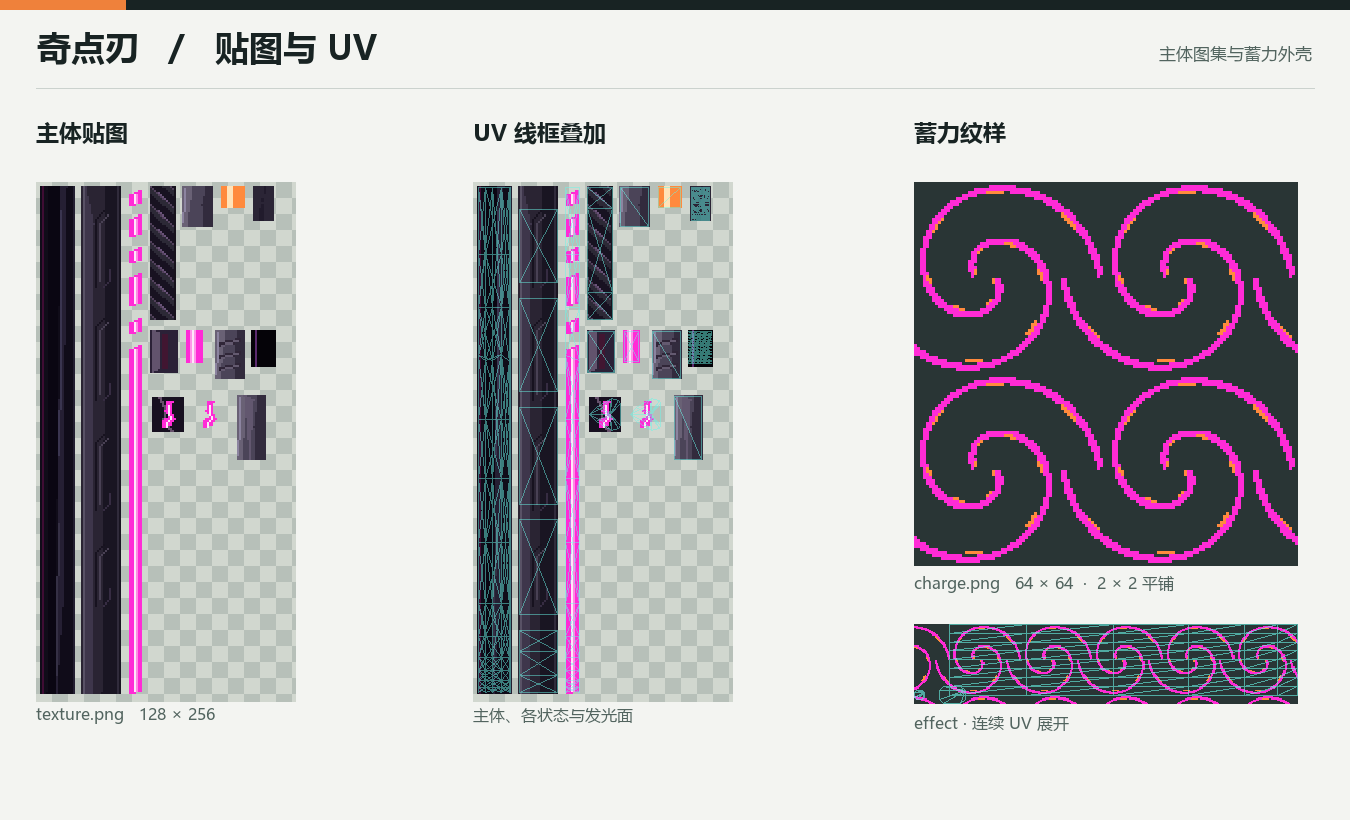 奇点刃 / 贴图与 UV
主体图集与蓄力外壳
主体贴图
UV 线框叠加
蓄力纹样
charge.png 64 × 64 · 2 × 2 平铺
texture.png 128 × 256
主体、各状态与发光面
effect · 连续 UV 展开